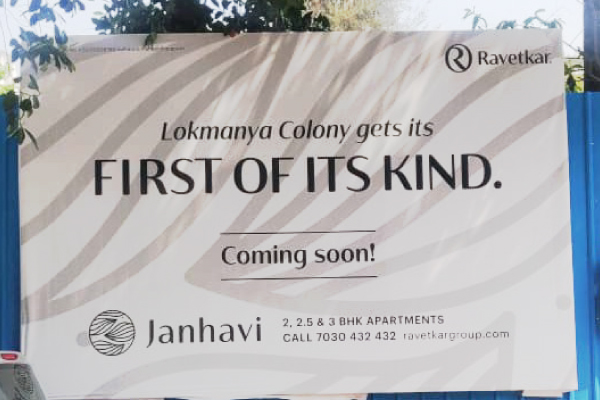 Ravetkar
Lokmanya Colony gets its
FIRST OF ITS KIND.
Coming soon!
Janhavi
2, 2.5 & 3 BHK APARTMENTS
CALL 7030 432 432 ravetkargroup.com